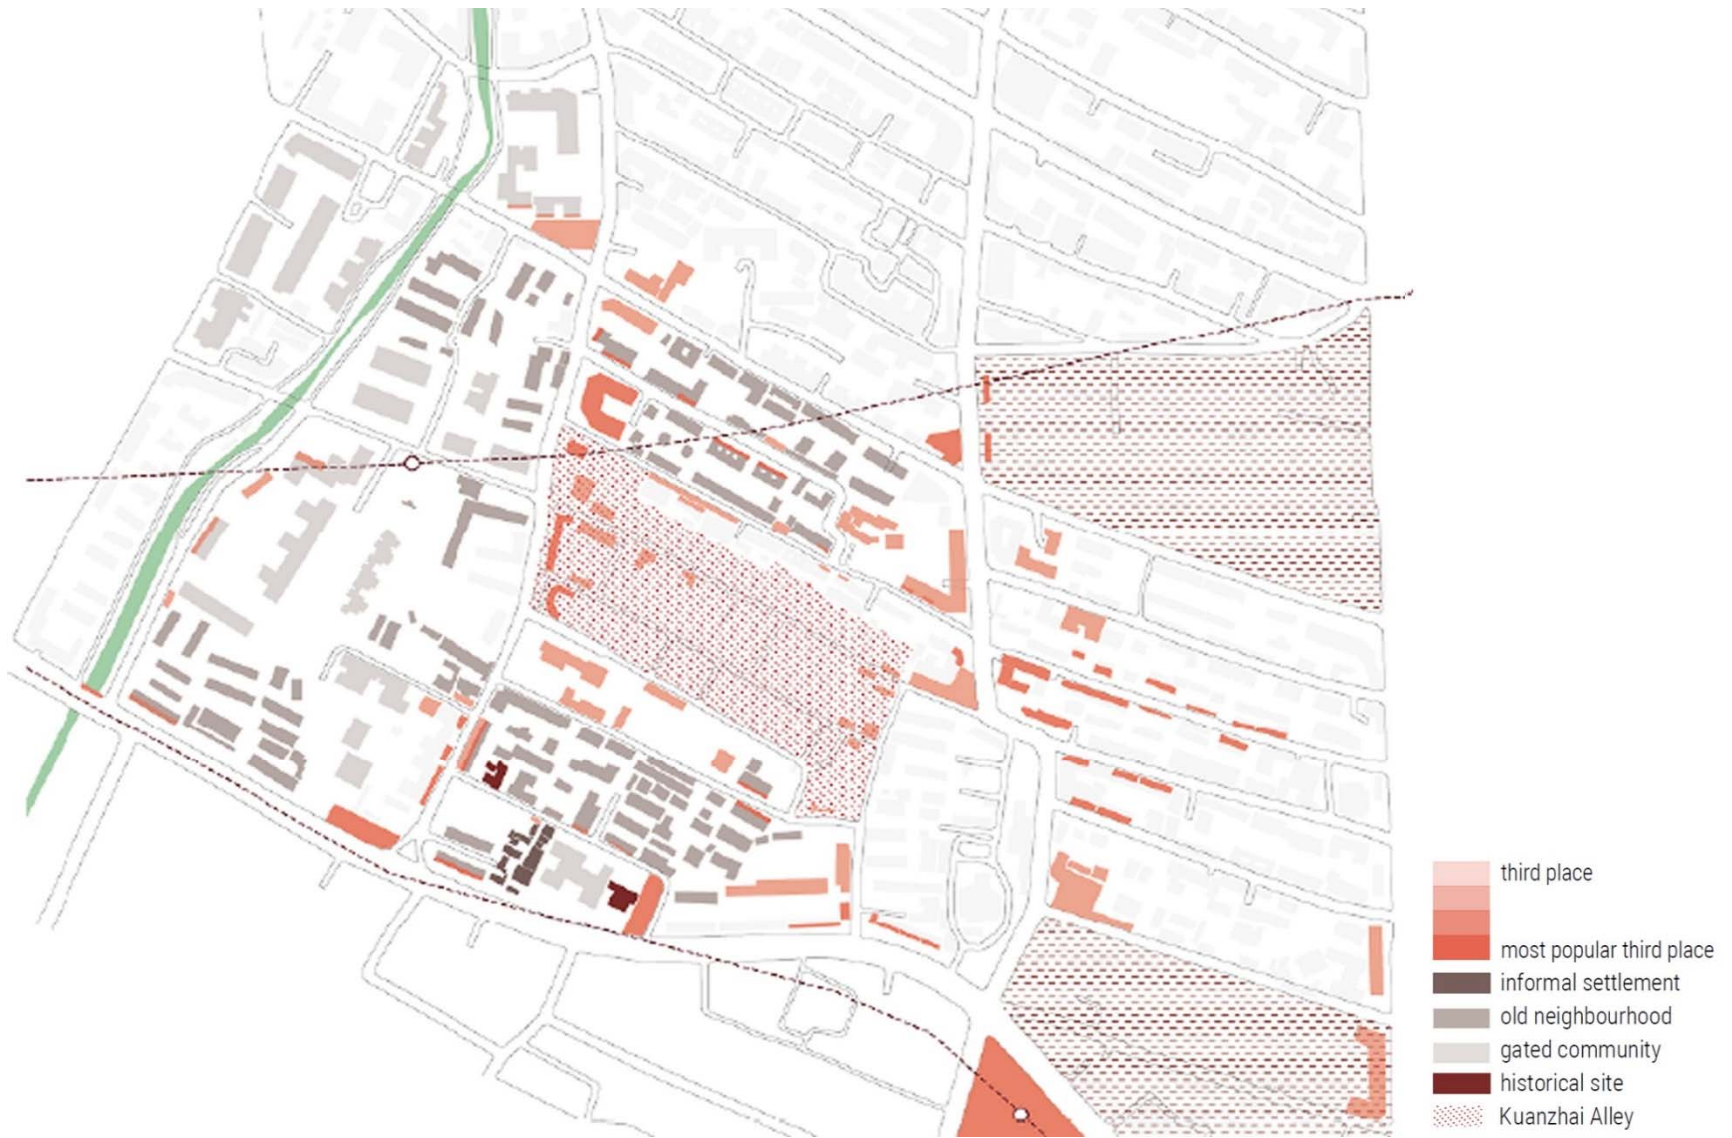 third place
most popular third place
informal settlement
old neighbourhood
gated community
historical site
Kuanzhai Alley